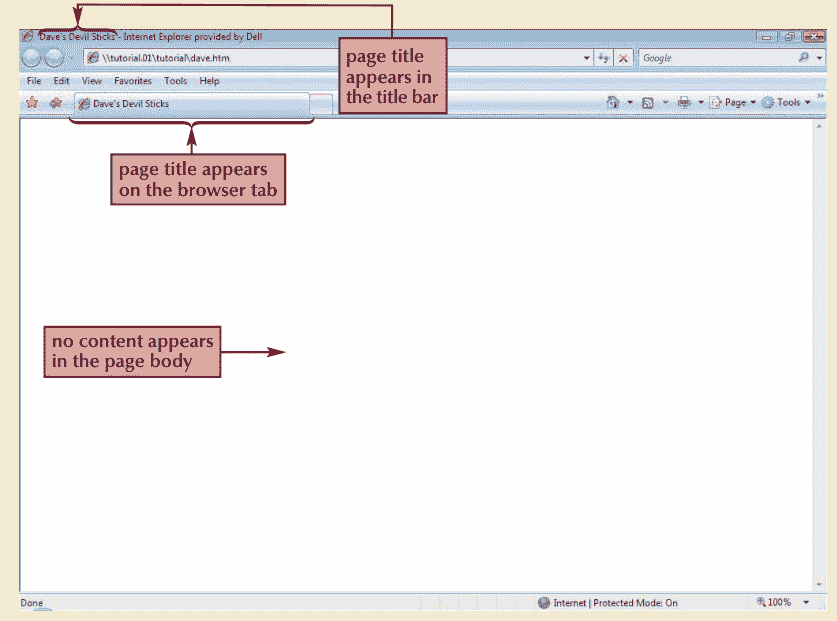 Dave's Devil Sticks - Internet Explorer provided by Dell
\\tutorial.01\tutorial\dave.htm
Google
File Edit View Favorites Tools Help
Dave's Devil Sticks
Page Tools
page title
appears in
the title bar
page title appears
on the browser tab
no content appears
in the page body
Done
Internet | Protected Mode: On
100%